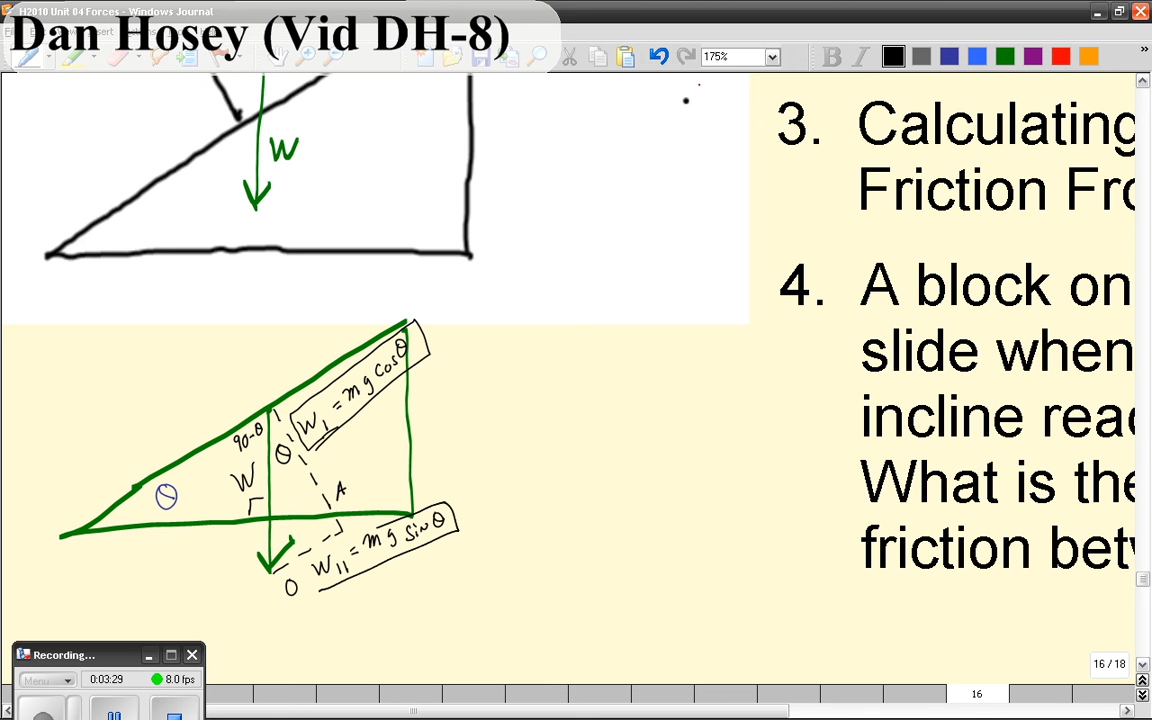 H2010 Unit 04 Forces - Windows Journal
Dan Hosey (Vid DH-8)
175%
B I
W
3. Calculating
Friction Fro
4. A block on
slide when
incline read
What is the
friction bet
W⊥ = mg cosθ
90-θ
θ
W
θ
A
W∥ = mg sinθ
O
Recording...
Menu
0:03:29
8.0 fps
16 / 18
16